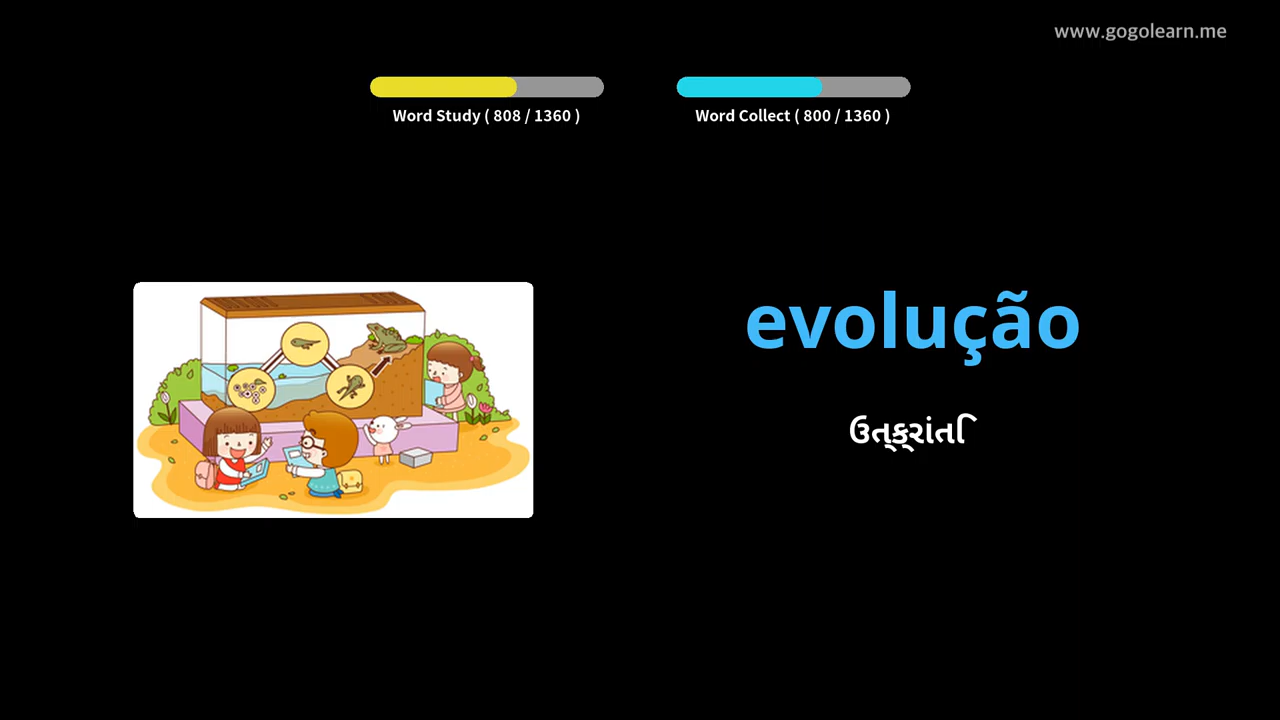 www.gogolearn.me
Word Study ( 808 / 1360 )
Word Collect ( 800 / 1360 )
evolução
ઉત્ક્રાંતિ